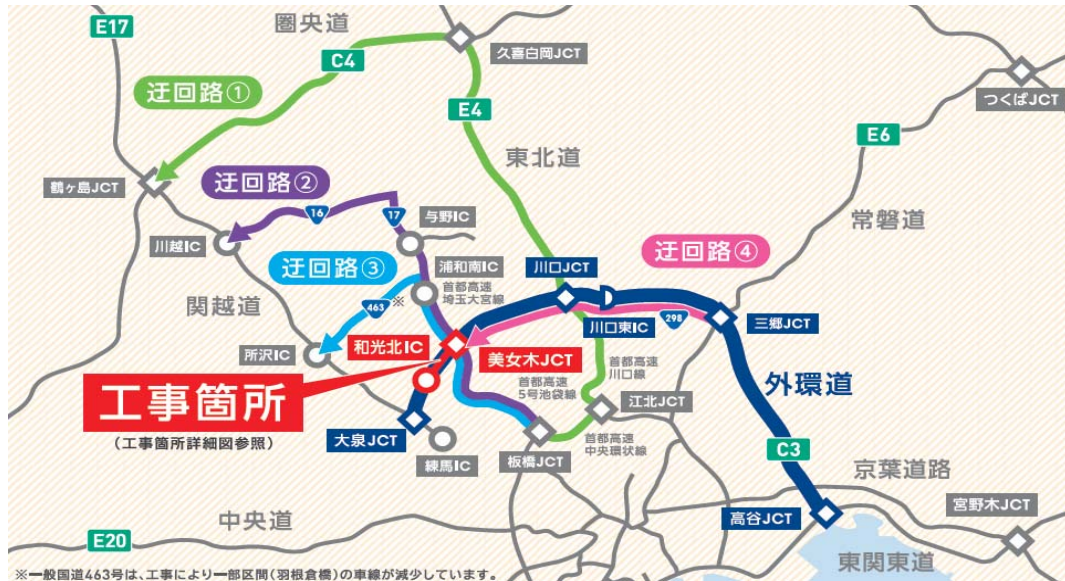 E17
圏央道
C4
久喜白岡JCT
つくばJCT
迂回路①
E4
E6
東北道
鶴ヶ島JCT
迂回路②
常磐道
16
17
与野IC
川越IC
迂回路③
浦和南IC
首都高速
埼玉大宮線
川口JCT
迂回路④
関越道
463
※
298
川口東IC
三郷JCT
所沢IC
和光北IC
美女木JCT
工事箇所
(工事箇所詳細図参照)
首都高速
5号池袋線
首都高速
川口線
外環道
大泉JCT
江北JCT
練馬IC
板橋JCT
首都高速
中央環状線
C3
京葉道路
宮野木JCT
中央道
高谷JCT
E20
東関東道
※一般国道463号は、工事により一部区間(羽根倉橋)の車線が減少しています。